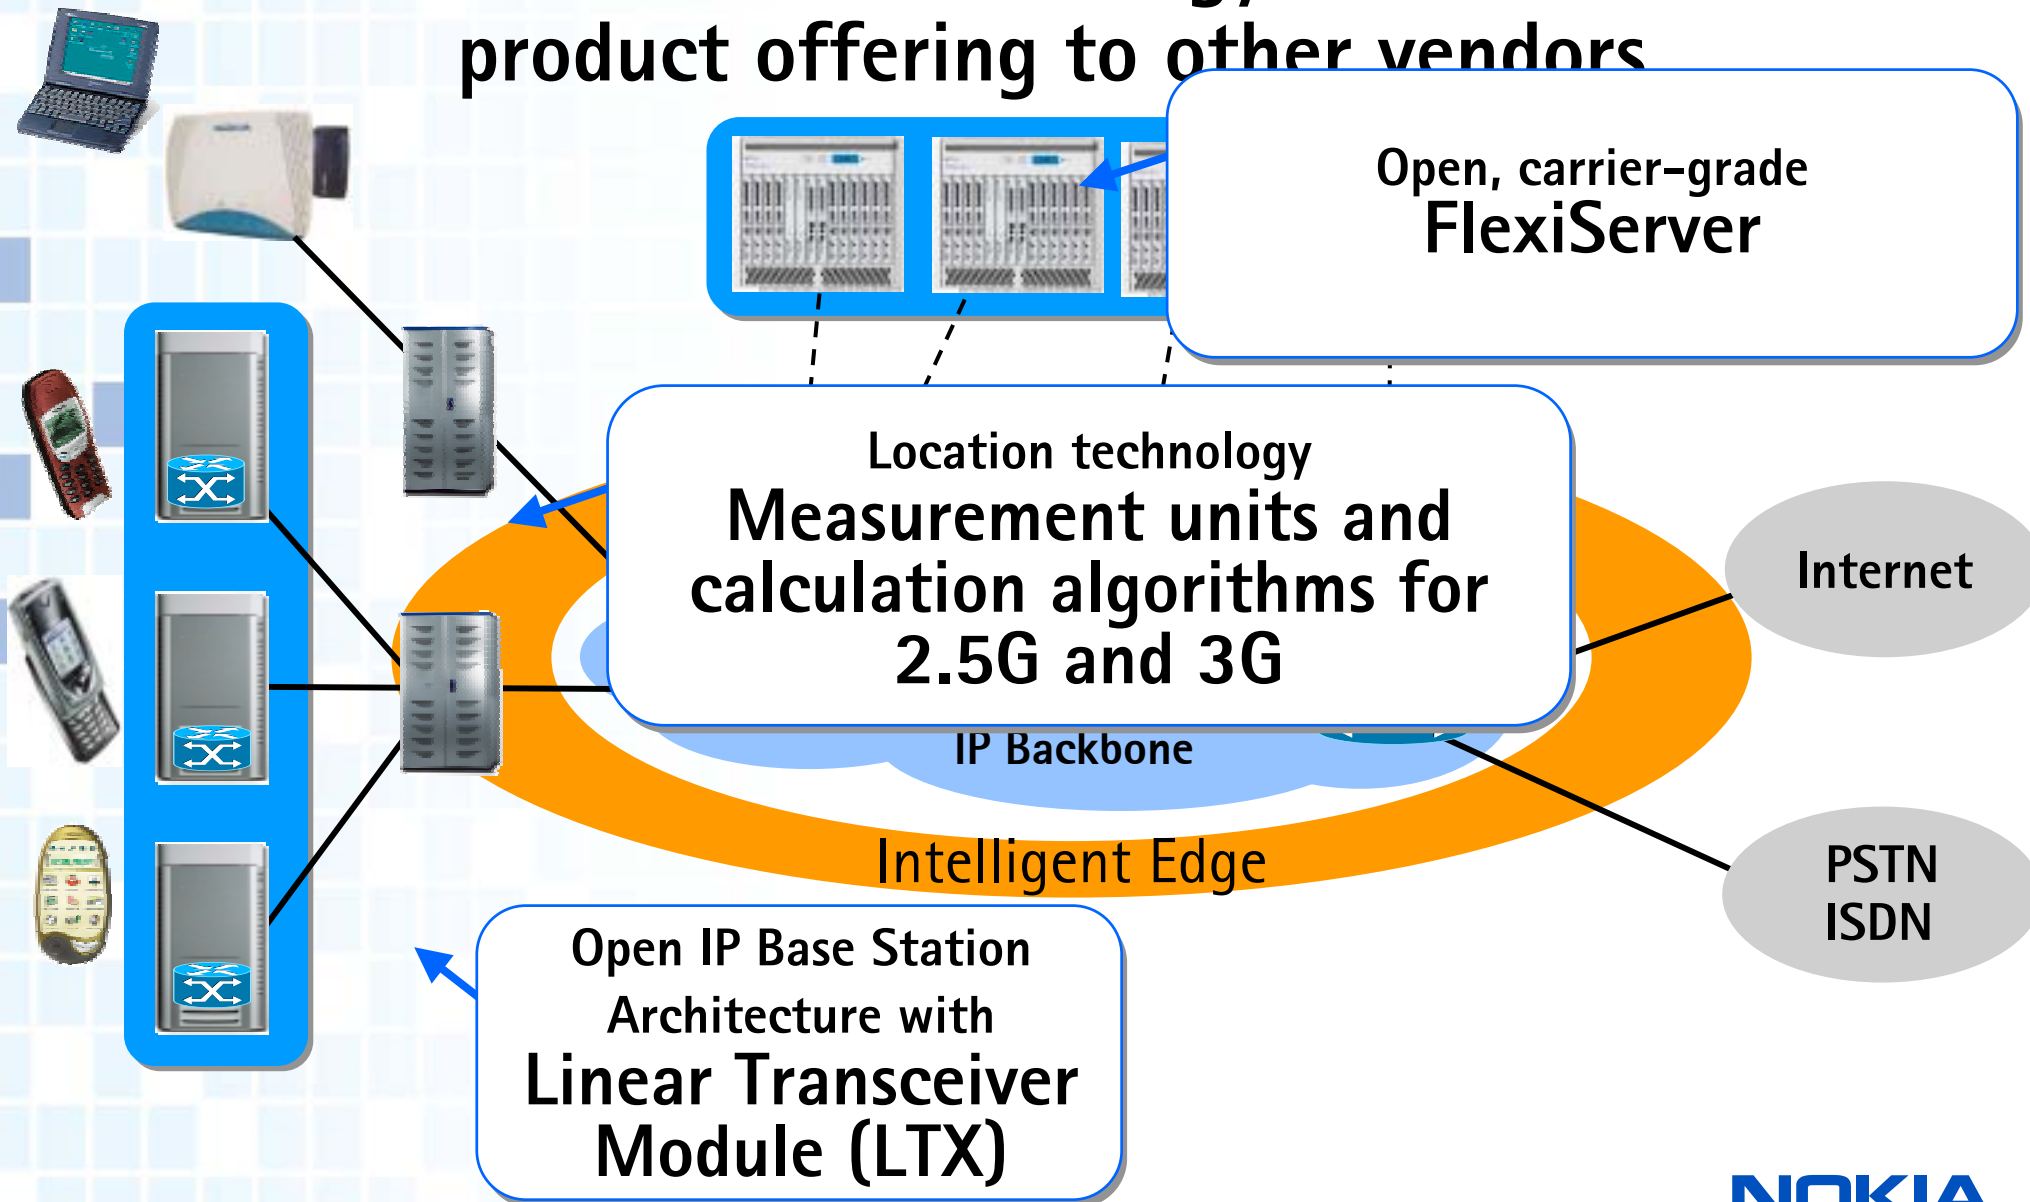 product offering to other vendors
Open, carrier-grade
FlexiServer
Location technology
Measurement units and
calculation algorithms for
2.5G and 3G
Internet
IP Backbone
Intelligent Edge
PSTN
ISDN
Open IP Base Station
Architecture with
Linear Transceiver
Module (LTX)
NOKIA